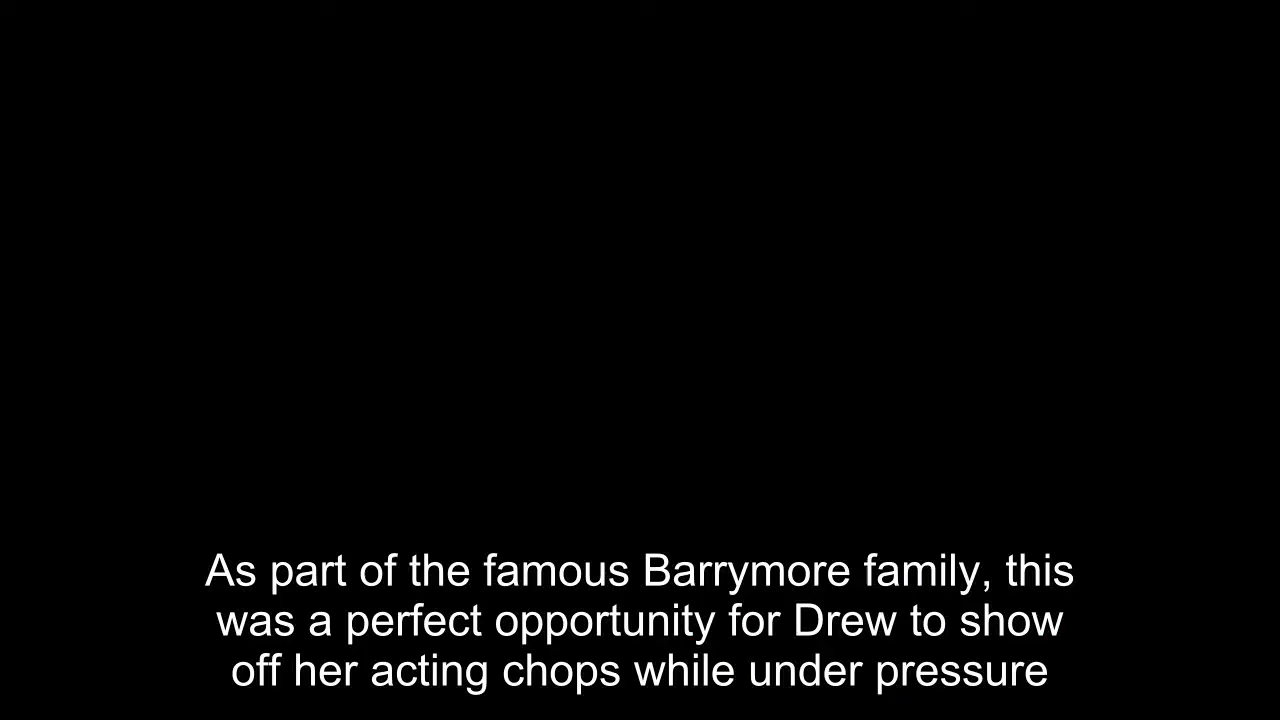 As part of the famous Barrymore family, this
was a perfect opportunity for Drew to show
off her acting chops while under pressure